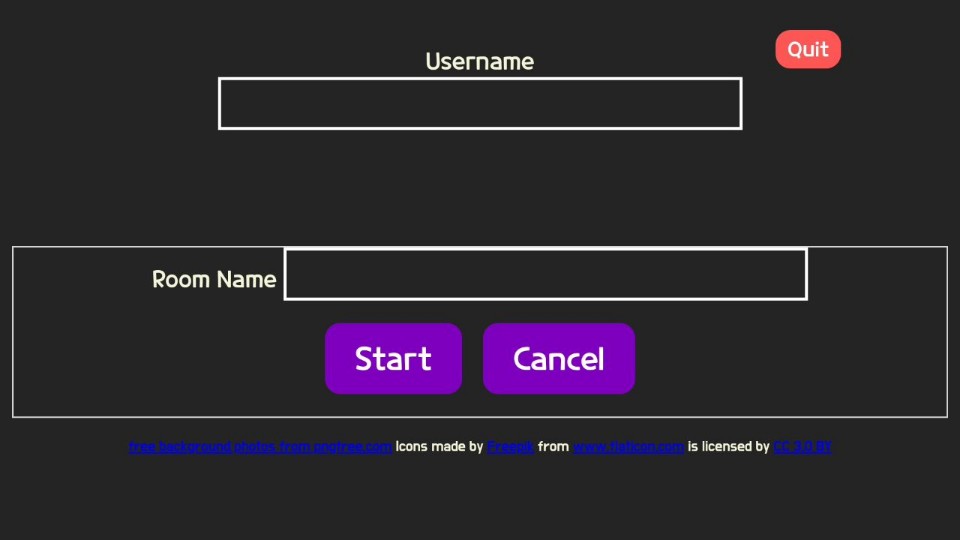 Quit
Username
Room Name
Start
Cancel
free background photos from pngtree.com Icons made by Freepik from www.flaticon.com is licensed by CC 3.0 BY